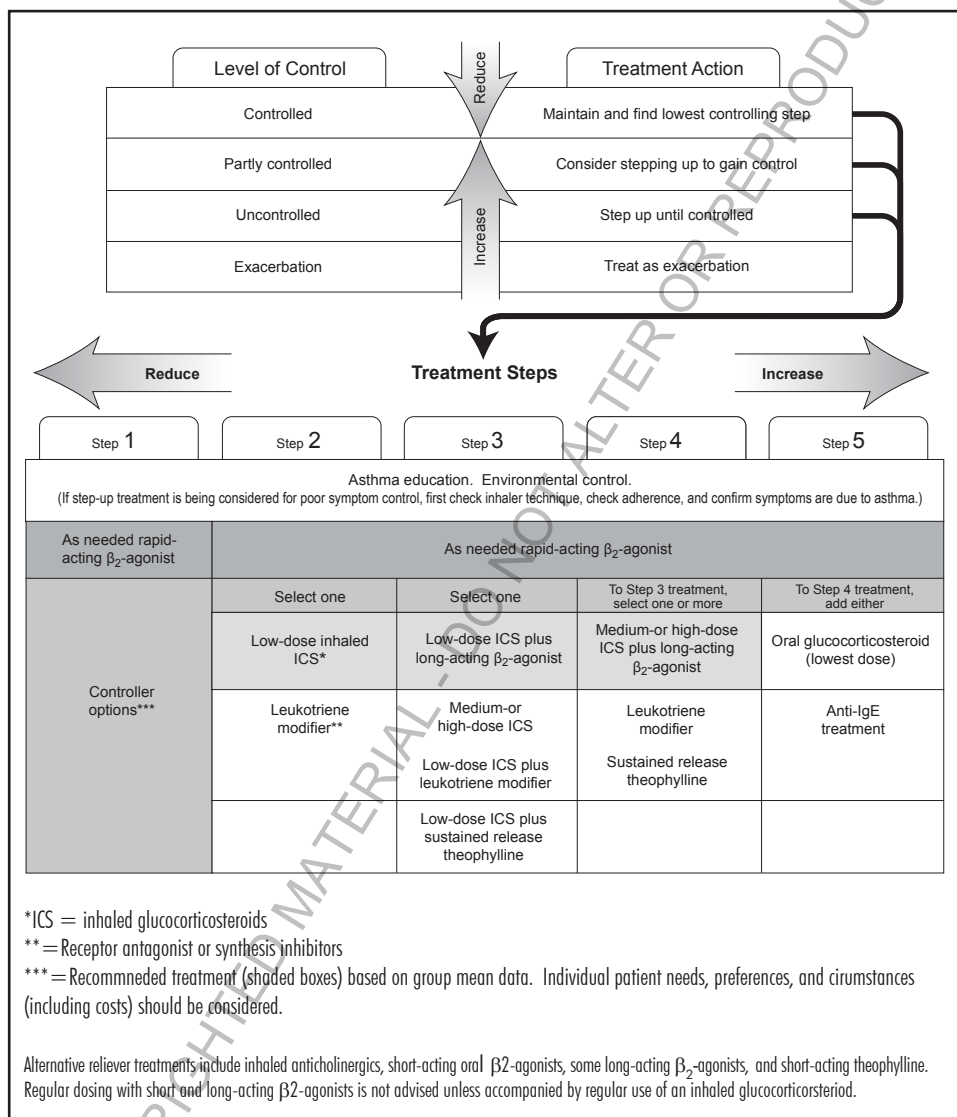 Level of Control
Reduce
Treatment Action
Controlled
Maintain and find lowest controlling step
Partly controlled
Consider stepping up to gain control
Increase
Uncontrolled
Step up until controlled
Exacerbation
Treat as exacerbation
Reduce
Treatment Steps
Increase
Step 1
Step 2
Step 3
Step 4
Step 5
Asthma education. Environmental control.
(If step-up treatment is being considered for poor symptom control, first check inhaler technique, check adherence, and confirm symptoms are due to asthma.)
As needed rapid-
acting β₂-agonist
As needed rapid-acting β₂-agonist
Controller
options***
Select one
Select one
To Step 3 treatment,
select one or more
To Step 4 treatment,
add either
Low-dose inhaled
ICS*
Low-dose ICS plus
long-acting β₂-agonist
Medium-or high-dose
ICS plus long-acting
β₂-agonist
Oral glucocorticosteroid
(lowest dose)
Leukotriene
modifier**
Medium-or
high-dose ICS
Leukotriene
modifier
Anti-IgE
treatment
Low-dose ICS plus
leukotriene modifier
Sustained release
theophylline
Low-dose ICS plus
sustained release
theophylline
*ICS = inhaled glucocorticosteroids
**=Receptor antagonist or synthesis inhibitors
***=Recommneded treatment (shaded boxes) based on group mean data. Individual patient needs, preferences, and cirumstances
(including costs) should be considered.
Alternative reliever treatments include inhaled anticholinergics, short-acting oral β2-agonists, some long-acting β₂-agonists, and short-acting theophylline.
Regular dosing with short and long-acting β2-agonists is not advised unless accompanied by regular use of an inhaled glucocorticorsteriod.
MATERIAL - DO NOT ALTER OR